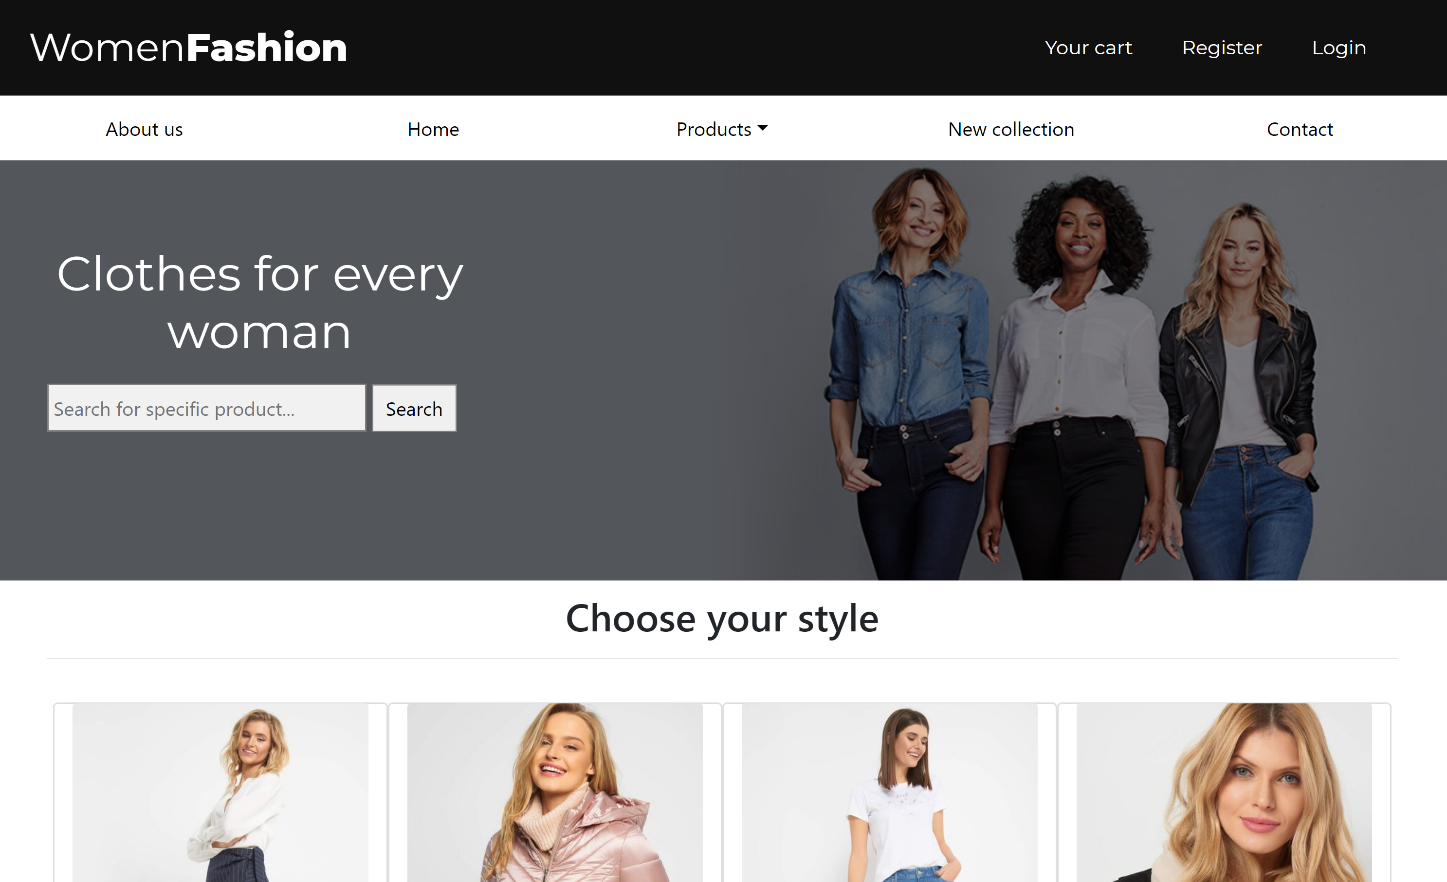 WomenFashion
Your cart Register Login
About us Home Products New collection Contact
Clothes for every
woman
Search for specific product... Search
Choose your style